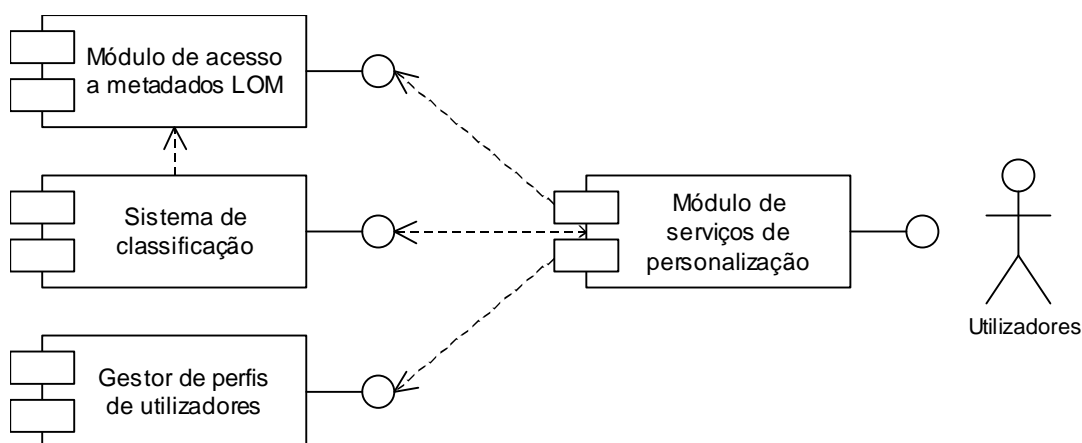 Módulo de acesso
a metadados LOM
Sistema de
classificação
Módulo de
serviços de
personalização
Utilizadores
Gestor de perfis
de utilizadores